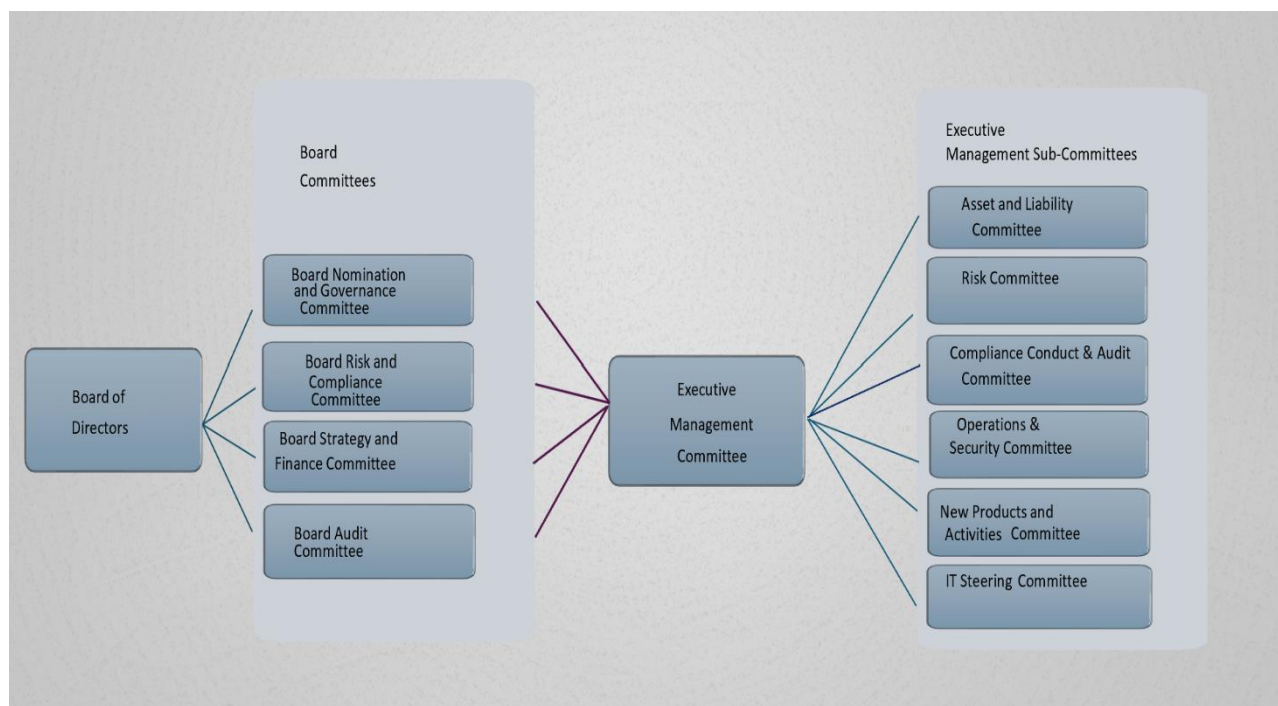 Board of
Directors
Board
Committees
Board Nomination
and Governance
Committee
Board Risk and
Compliance
Committee
Board Strategy and
Finance Committee
Board Audit
Committee
Executive
Management
Committee
Executive
Management Sub-Committees
Asset and Liability
Committee
Risk Committee
Compliance Conduct & Audit
Committee
Operations &
Security Committee
New Products and
Activities Committee
IT Steering Committee